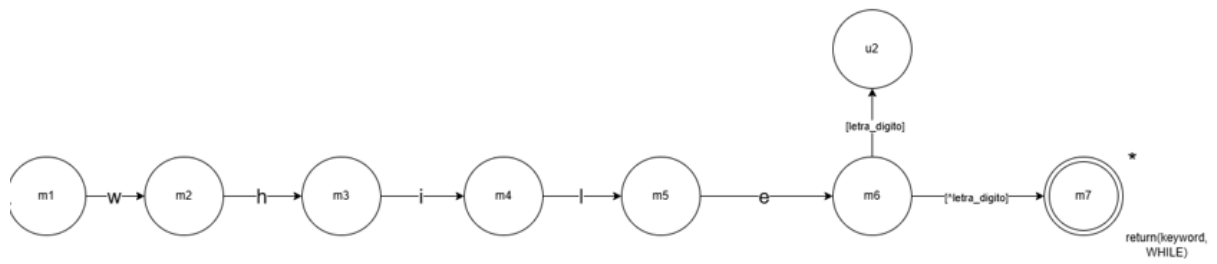 u2
[letra_digito]
*
m1 w m2 h m3 i m4 l m5 e m6 [^letra_digito] m7
return(keyword,
WHILE)